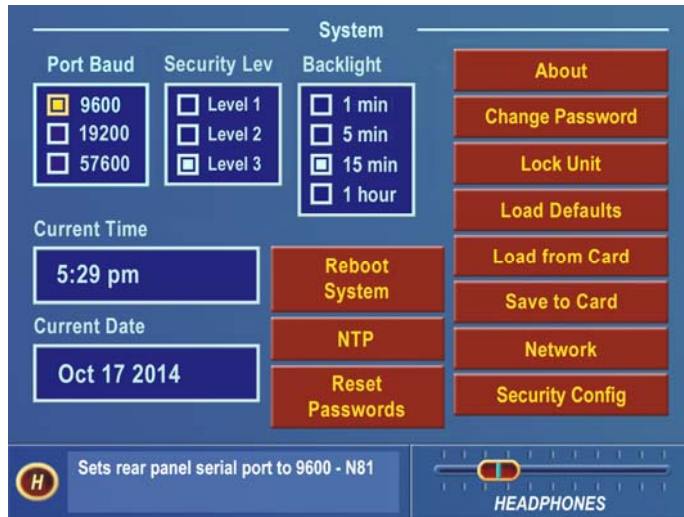 System
Port Baud
9600
19200
57600
Security Lev
Level 1
Level 2
Level 3
Backlight
1 min
5 min
15 min
1 hour
Current Time
5:29 pm
Current Date
Oct 17 2014
Reboot
System
NTP
Reset
Passwords
About
Change Password
Lock Unit
Load Defaults
Load from Card
Save to Card
Network
Security Config
H
Sets rear panel serial port to 9600 - N81
HEADPHONES